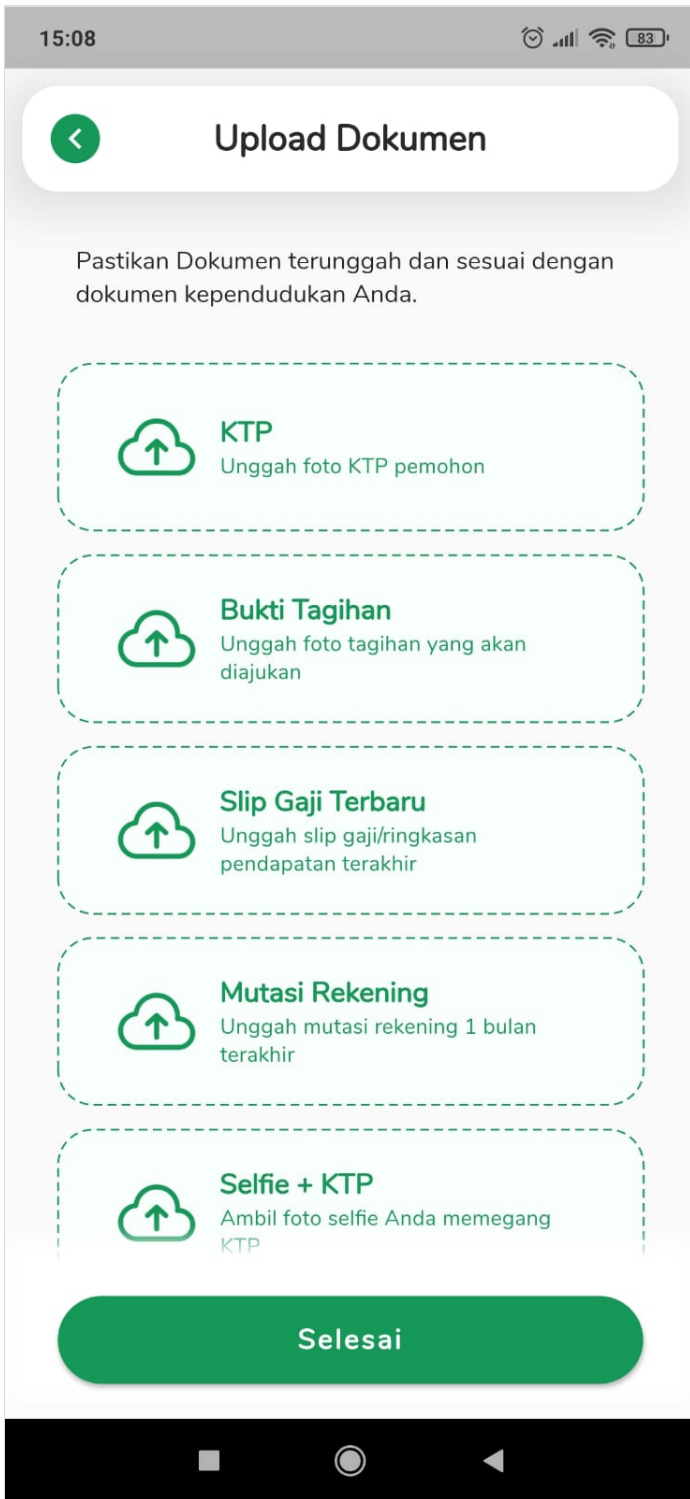 15:08
83
Upload Dokumen
Pastikan Dokumen terunggah dan sesuai dengan
dokumen kependudukan Anda.
KTP
Unggah foto KTP pemohon
Bukti Tagihan
Unggah foto tagihan yang akan
diajukan
Slip Gaji Terbaru
Unggah slip gaji/ringkasan
pendapatan terakhir
Mutasi Rekening
Unggah mutasi rekening 1 bulan
terakhir
Selfie + KTP
Ambil foto selfie Anda memegang
KTP
Selesai